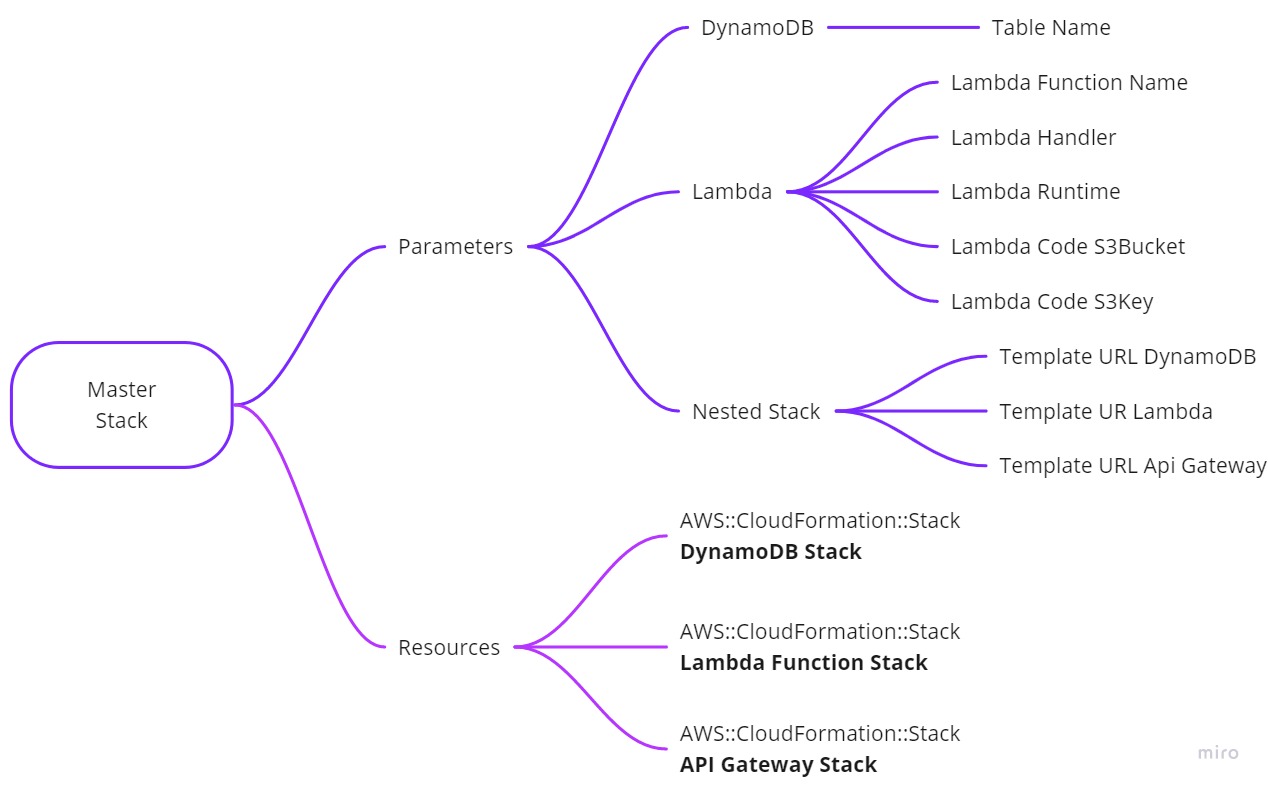 DynamoDB
Table Name
Lambda Function Name
Lambda Handler
Lambda
Lambda Runtime
Parameters
Lambda Code S3Bucket
Lambda Code S3Key
Template URL DynamoDB
Master
Stack
Nested Stack
Template UR Lambda
Template URL Api Gateway
AWS::CloudFormation::Stack
DynamoDB Stack
Resources
AWS::CloudFormation::Stack
Lambda Function Stack
AWS::CloudFormation::Stack
API Gateway Stack
miro